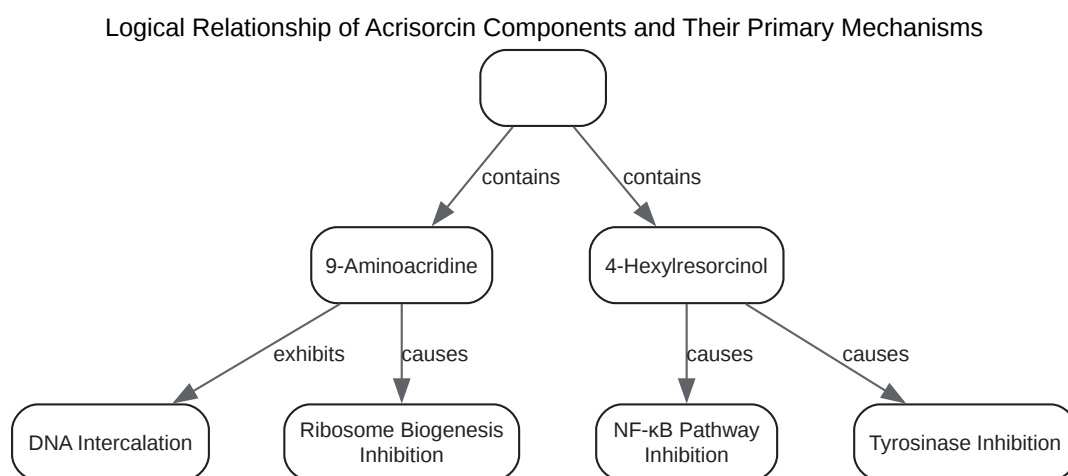 Logical Relationship of Acrisorcin Components and Their Primary Mechanisms
contains
contains
9-Aminoacridine
4-Hexylresorcinol
exhibits
causes
causes
causes
DNA Intercalation
Ribosome Biogenesis
Inhibition
NF-κB Pathway
Inhibition
Tyrosinase Inhibition